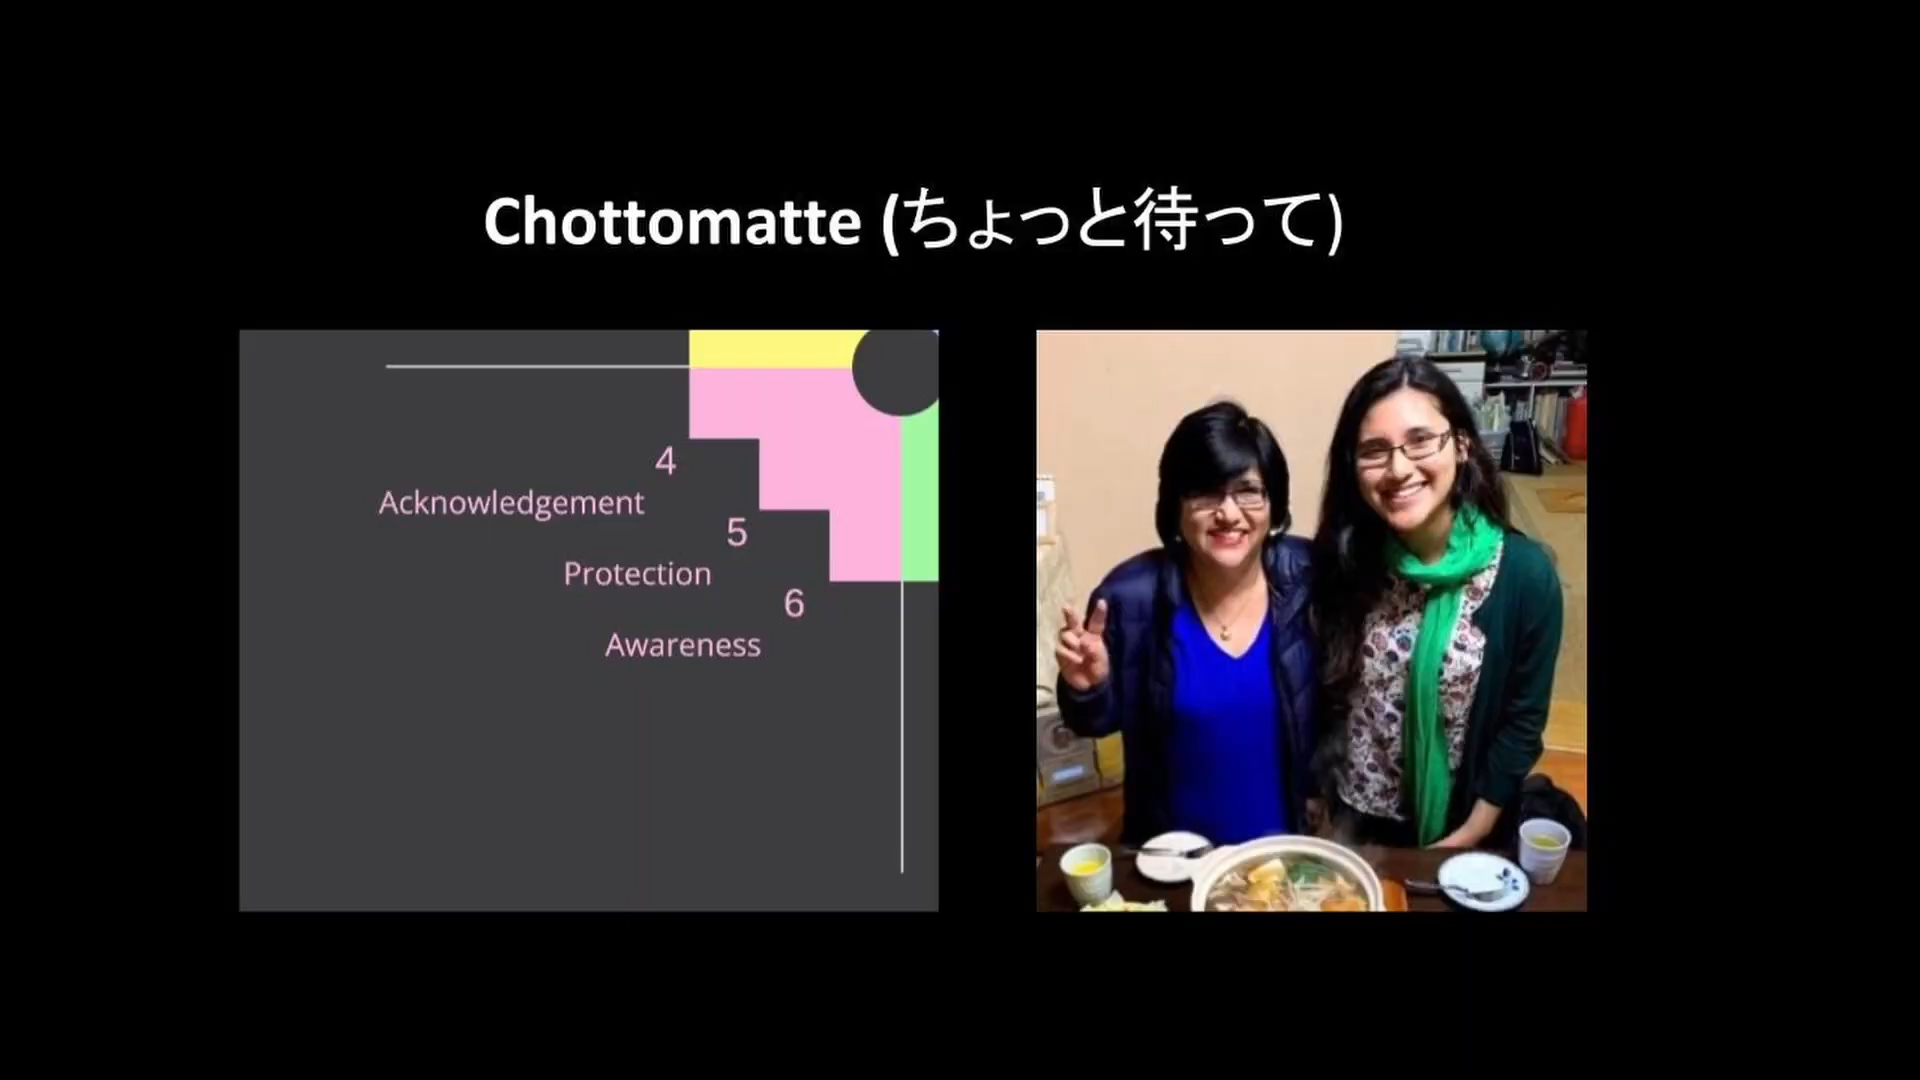 Chottomatte (ちょっと待って)
4
Acknowledgement
5
Protection
6
Awareness